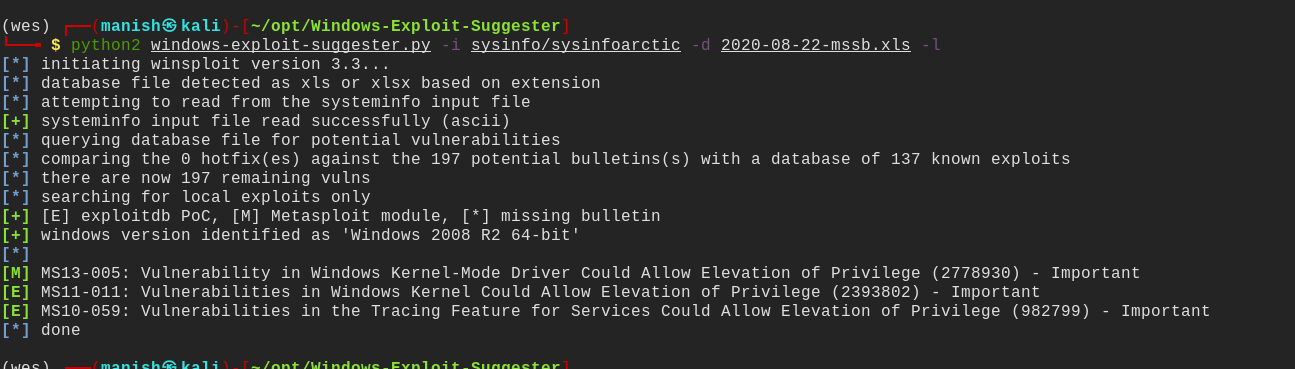 (wes) ┌──(manish㉿kali)-[~/opt/Windows-Exploit-Suggester]
└──╼ $ python2 windows-exploit-suggester.py -i sysinfo/sysinfoarctic -d 2020-08-22-mssb.xls -l
[*] initiating winsploit version 3.3...
[*] database file detected as xls or xlsx based on extension
[*] attempting to read from the systeminfo input file
[+] systeminfo input file read successfully (ascii)
[*] querying database file for potential vulnerabilities
[*] comparing the 0 hotfix(es) against the 197 potential bulletins(s) with a database of 137 known exploits
[*] there are now 197 remaining vulns
[*] searching for local exploits only
[+] [E] exploitdb PoC, [M] Metasploit module, [*] missing bulletin
[+] windows version identified as 'Windows 2008 R2 64-bit'
[*]
[M] MS13-005: Vulnerability in Windows Kernel-Mode Driver Could Allow Elevation of Privilege (2778930) - Important
[E] MS11-011: Vulnerabilities in Windows Kernel Could Allow Elevation of Privilege (2393802) - Important
[E] MS10-059: Vulnerabilities in the Tracing Feature for Services Could Allow Elevation of Privilege (982799) - Important
[*] done
(wes) ┌──(manish㉿kali)-[~/opt/Windows-Exploit-Suggester]